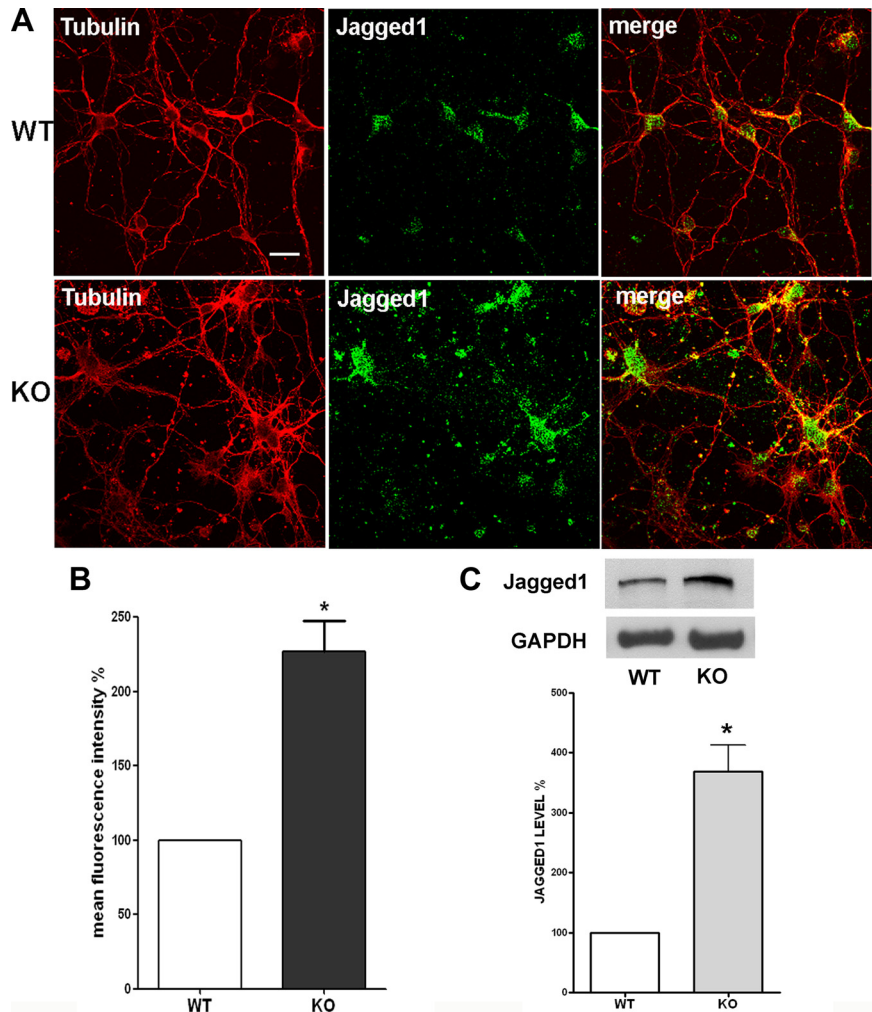 A
Tubulin Jagged1 merge
WT
Tubulin Jagged1 merge
KO
B
mean fluorescence intensity %
250
200
150
100
50
0
*
WT KO
C
Jagged1
GAPDH
WT KO
JAGGED1 LEVEL %
500
400
300
200
100
0
*
WT KO